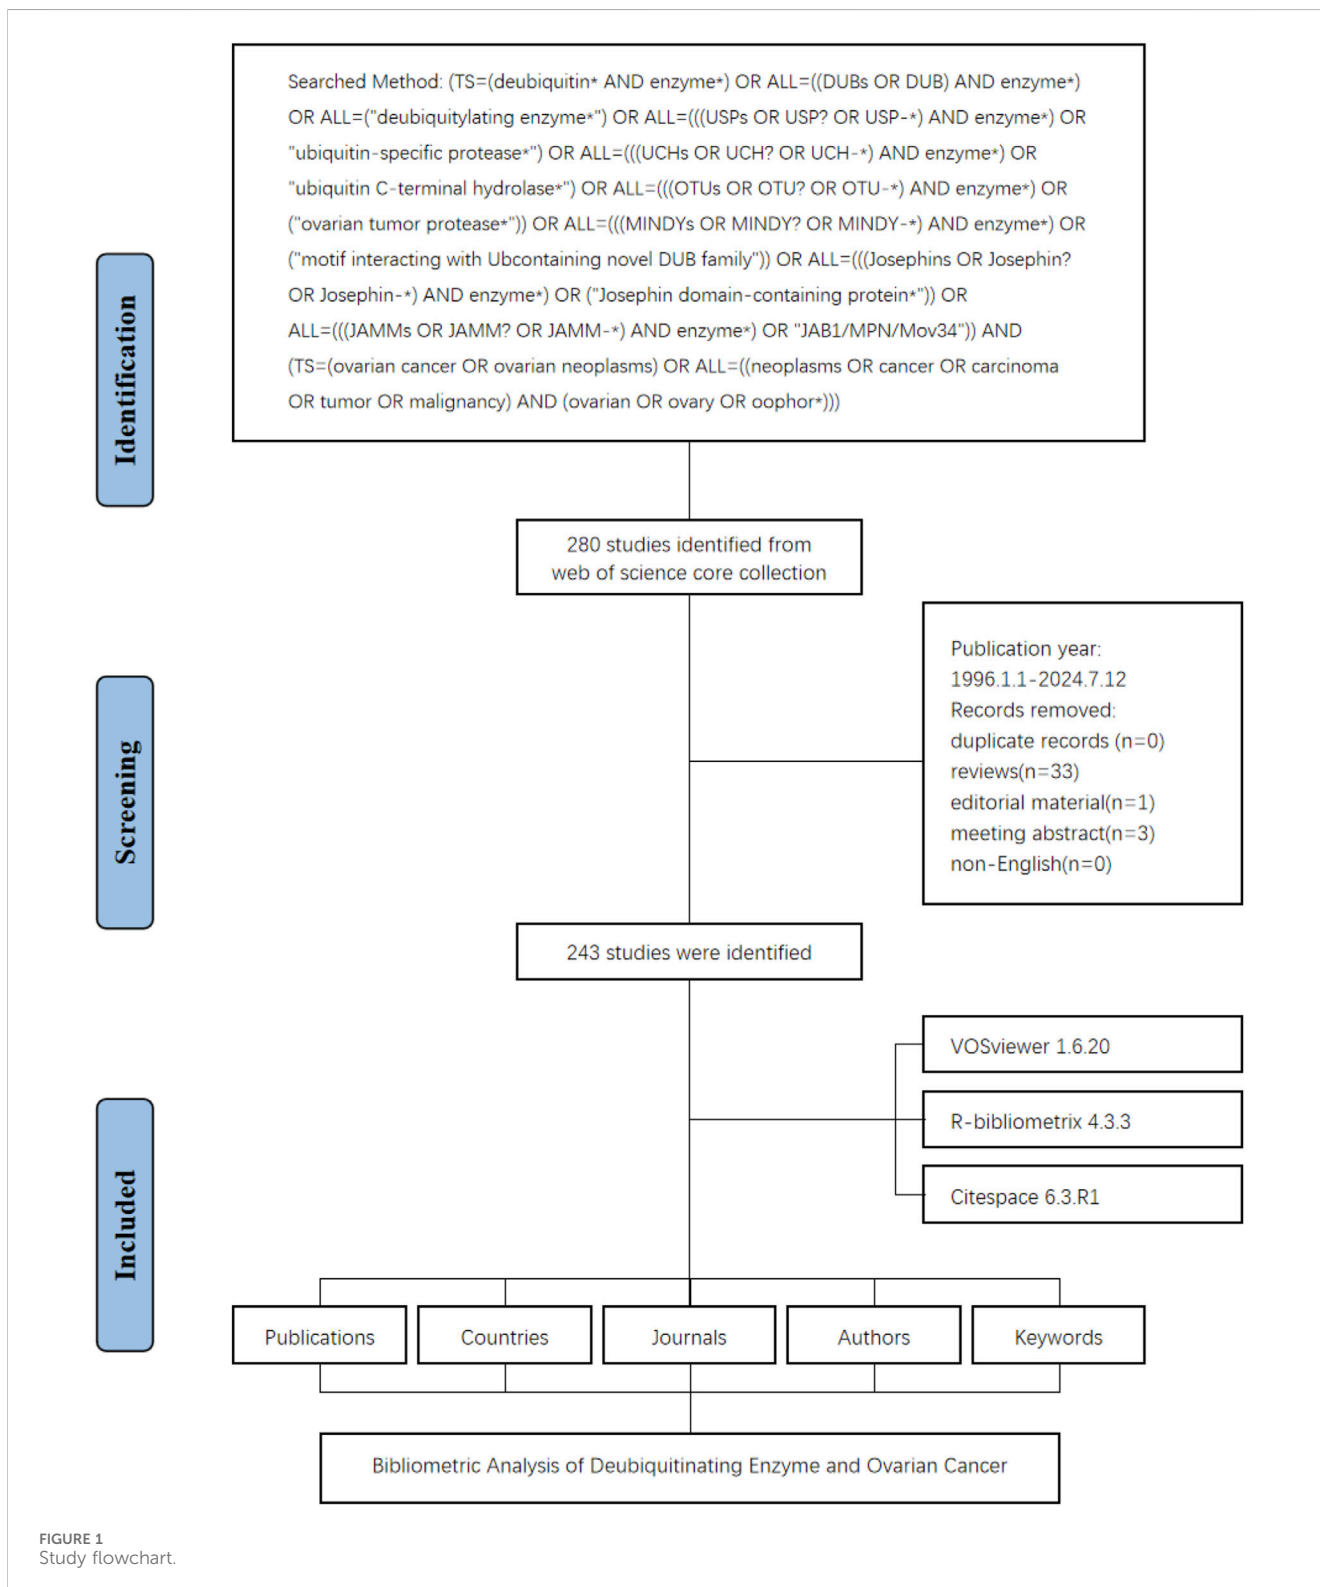 Searched Method: (TS=(deubiquitin* AND enzyme*) OR ALL=((DUBs OR DUB) AND enzyme*)
OR ALL=("deubiquitylating enzyme*") OR ALL=(((USPs OR USP? OR USP-*) AND enzyme*) OR
"ubiquitin-specific protease*") OR ALL=(((UCHs OR UCH? OR UCH-*) AND enzyme*) OR
"ubiquitin C-terminal hydrolase*") OR ALL=(((OTUs OR OTU? OR OTU-*) AND enzyme*) OR
("ovarian tumor protease*")) OR ALL=(((MINDYs OR MINDY? OR MINDY-*) AND enzyme*) OR
("motif interacting with Ubcontaining novel DUB family")) OR ALL=(((Josephins OR Josephin?
OR Josephin-*) AND enzyme*) OR ("Josephin domain-containing protein*")) OR
ALL=(((JAMMs OR JAMM? OR JAMM-*) AND enzyme*) OR "JAB1/MPN/Mov34")) AND
(TS=(ovarian cancer OR ovarian neoplasms) OR ALL=((neoplasms OR cancer OR carcinoma
OR tumor OR malignancy) AND (ovarian OR ovary OR oophor*)))
Identification
280 studies identified from
web of science core collection
Publication year:
1996.1.1-2024.7.12
Records removed:
duplicate records (n=0)
reviews(n=33)
editorial material(n=1)
meeting abstract(n=3)
non-English(n=0)
Screening
243 studies were identified
VOSviewer 1.6.20
R-bibliometrix 4.3.3
Citespace 6.3.R1
Included
Publications
Countries
Journals
Authors
Keywords
Bibliometric Analysis of Deubiquitinating Enzyme and Ovarian Cancer
FIGURE 1
Study flowchart.